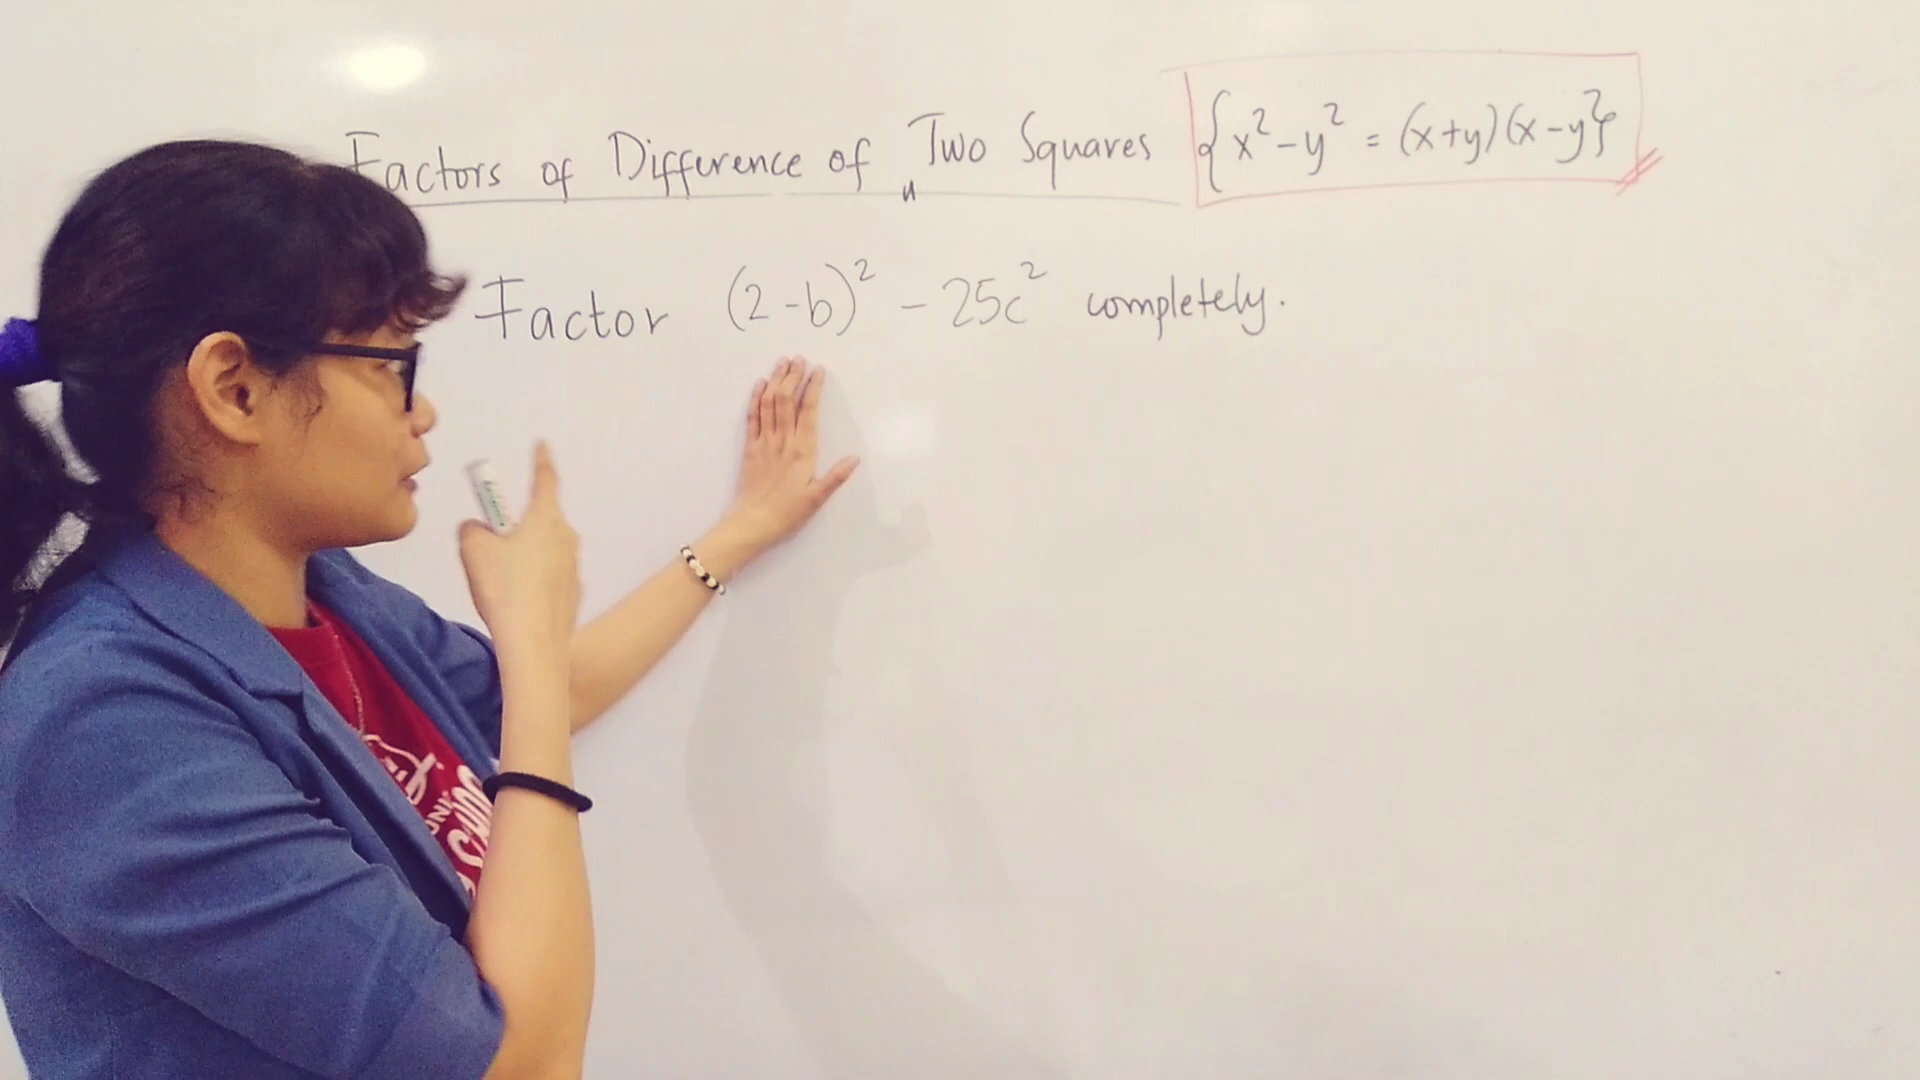 Factors of Difference of Two Squares {x² - y² = (x+y)(x-y)}
Factor (2-b)² - 25c² completely.